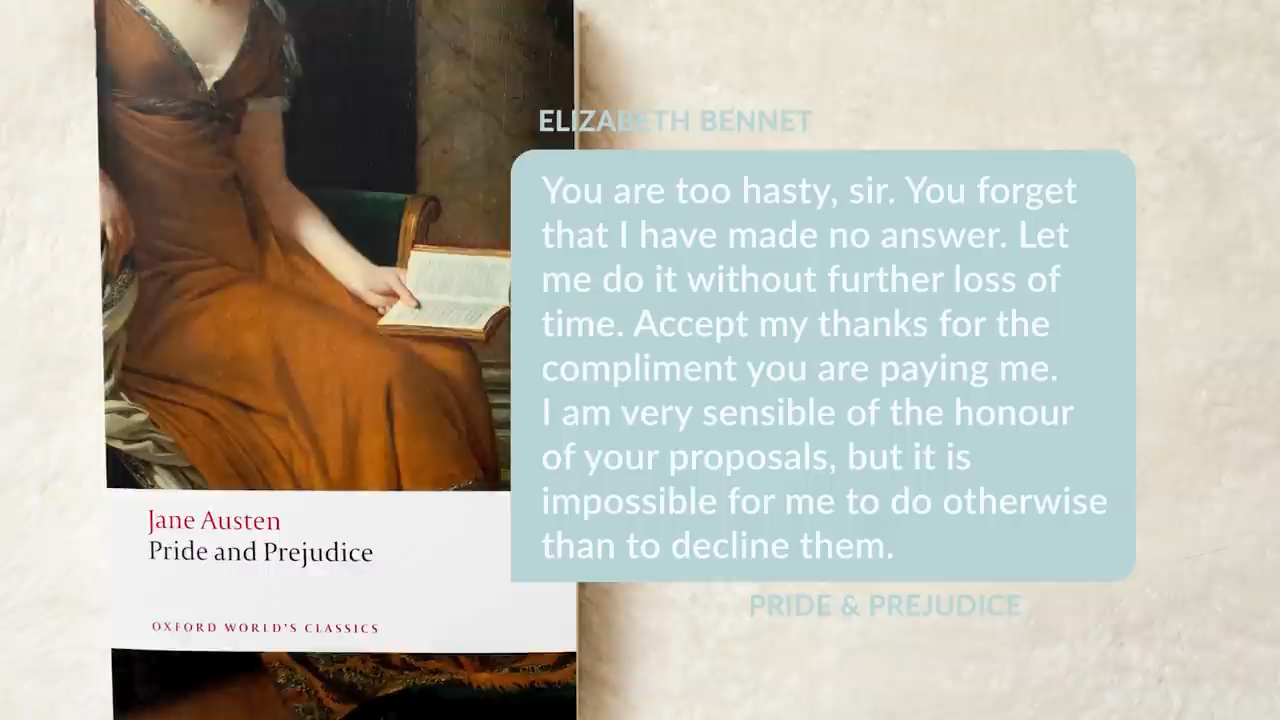 ELIZABETH BENNET
You are too hasty, sir. You forget
that I have made no answer. Let
me do it without further loss of
time. Accept my thanks for the
compliment you are paying me.
I am very sensible of the honour
of your proposals, but it is
impossible for me to do otherwise
than to decline them.
PRIDE & PREJUDICE
Jane Austen
Pride and Prejudice
OXFORD WORLD'S CLASSICS